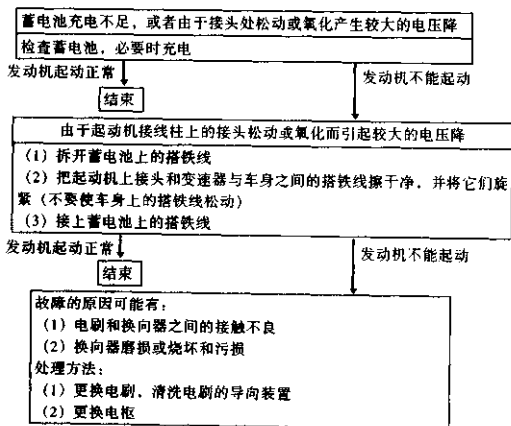 蓄电池充电不足，或者由于接头处松动或氧化产生较大的电压降
检查蓄电池，必要时充电
发动机起动正常
发动机不能起动
结束
由于起动机接线柱上的接头松动或氧化而引起较大的电压降
(1) 拆开蓄电池上的搭铁线
(2) 把起动机上接头和变速器与车身之间的搭铁线擦干净，并将它们旋
紧 (不要使车身上的搭铁线松动)
(3) 接上蓄电池上的搭铁线
发动机起动正常
发动机不能起动
结束
故障的原因可能有：
(1) 电刷和换向器之间的接触不良
(2) 换向器磨损或烧坏和污损
处理方法：
(1) 更换电刷，清洗电刷的导向装置
(2) 更换电枢